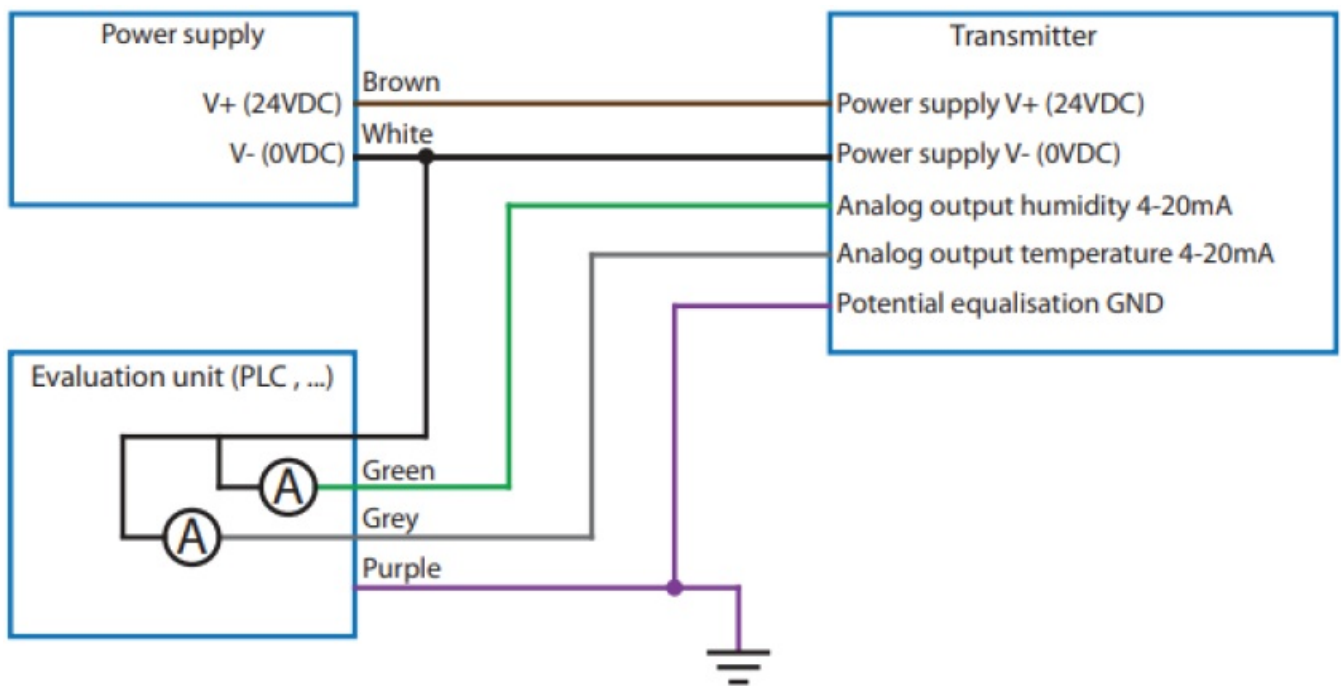 Power supply
V+ (24VDC)
V- (0VDC)
Brown
White
Transmitter
Power supply V+ (24VDC)
Power supply V- (0VDC)
Analog output humidity 4-20mA
Analog output temperature 4-20mA
Potential equalisation GND
Evaluation unit (PLC , ...)
A
Green
A
Grey
Purple